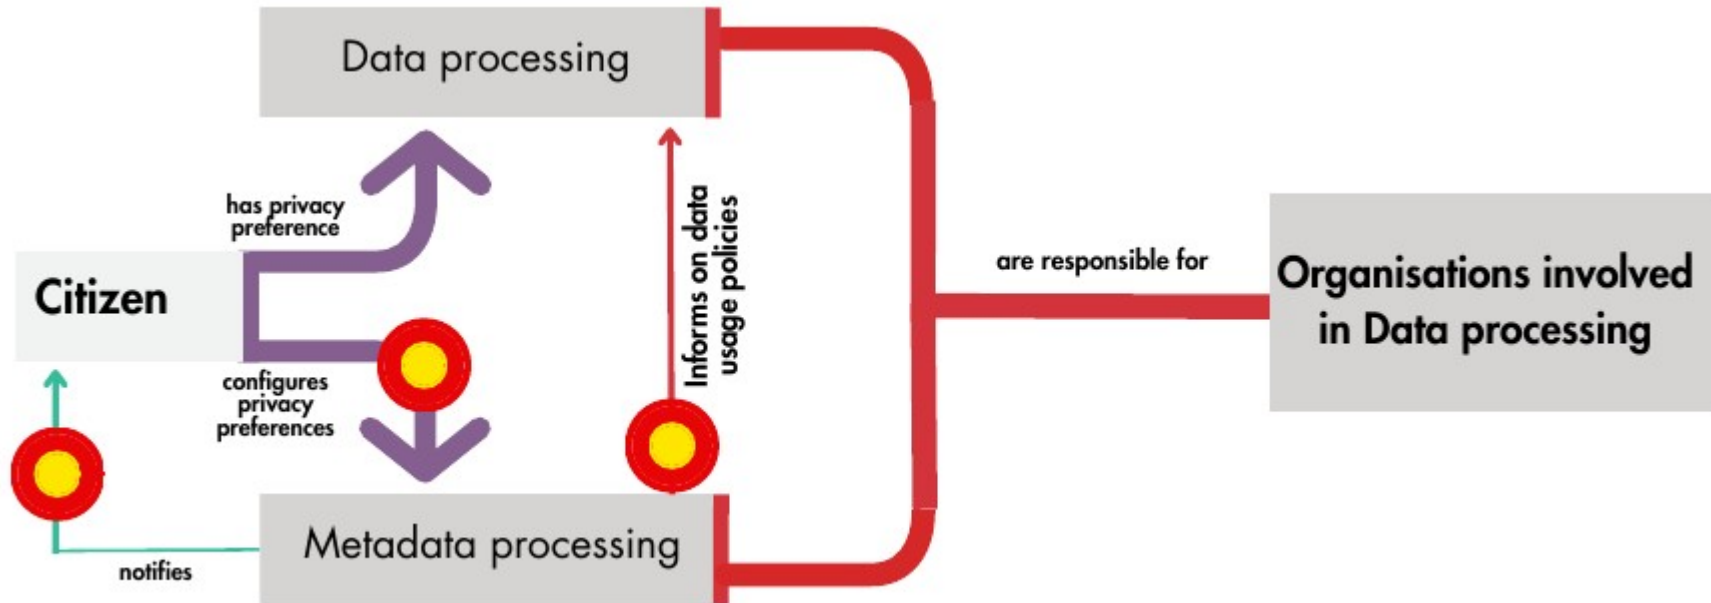 Data processing
has privacy
preference
Informs on data
usage policies
are responsible for
Organisations involved
in Data processing
Citizen
configures
privacy
preferences
Metadata processing
notifies